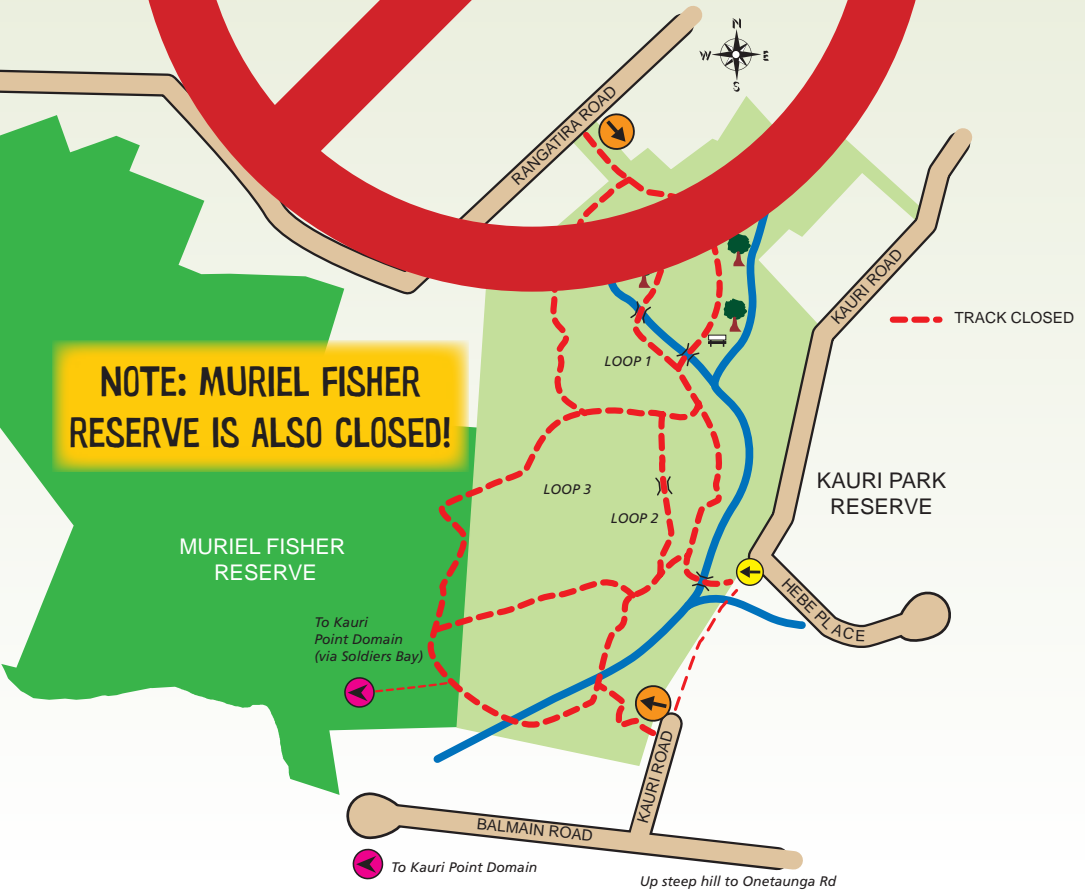 N
W E
S
RANGATIRA ROAD
KAURI ROAD
TRACK CLOSED
LOOP 1
NOTE: MURIEL FISHER
RESERVE IS ALSO CLOSED!
KAURI PARK
RESERVE
LOOP 3
LOOP 2
MURIEL FISHER
RESERVE
HEBE PLACE
To Kauri
Point Domain
(via Soldiers Bay)
KAURI ROAD
BALMAIN ROAD
To Kauri Point Domain
Up steep hill to Onetaunga Rd